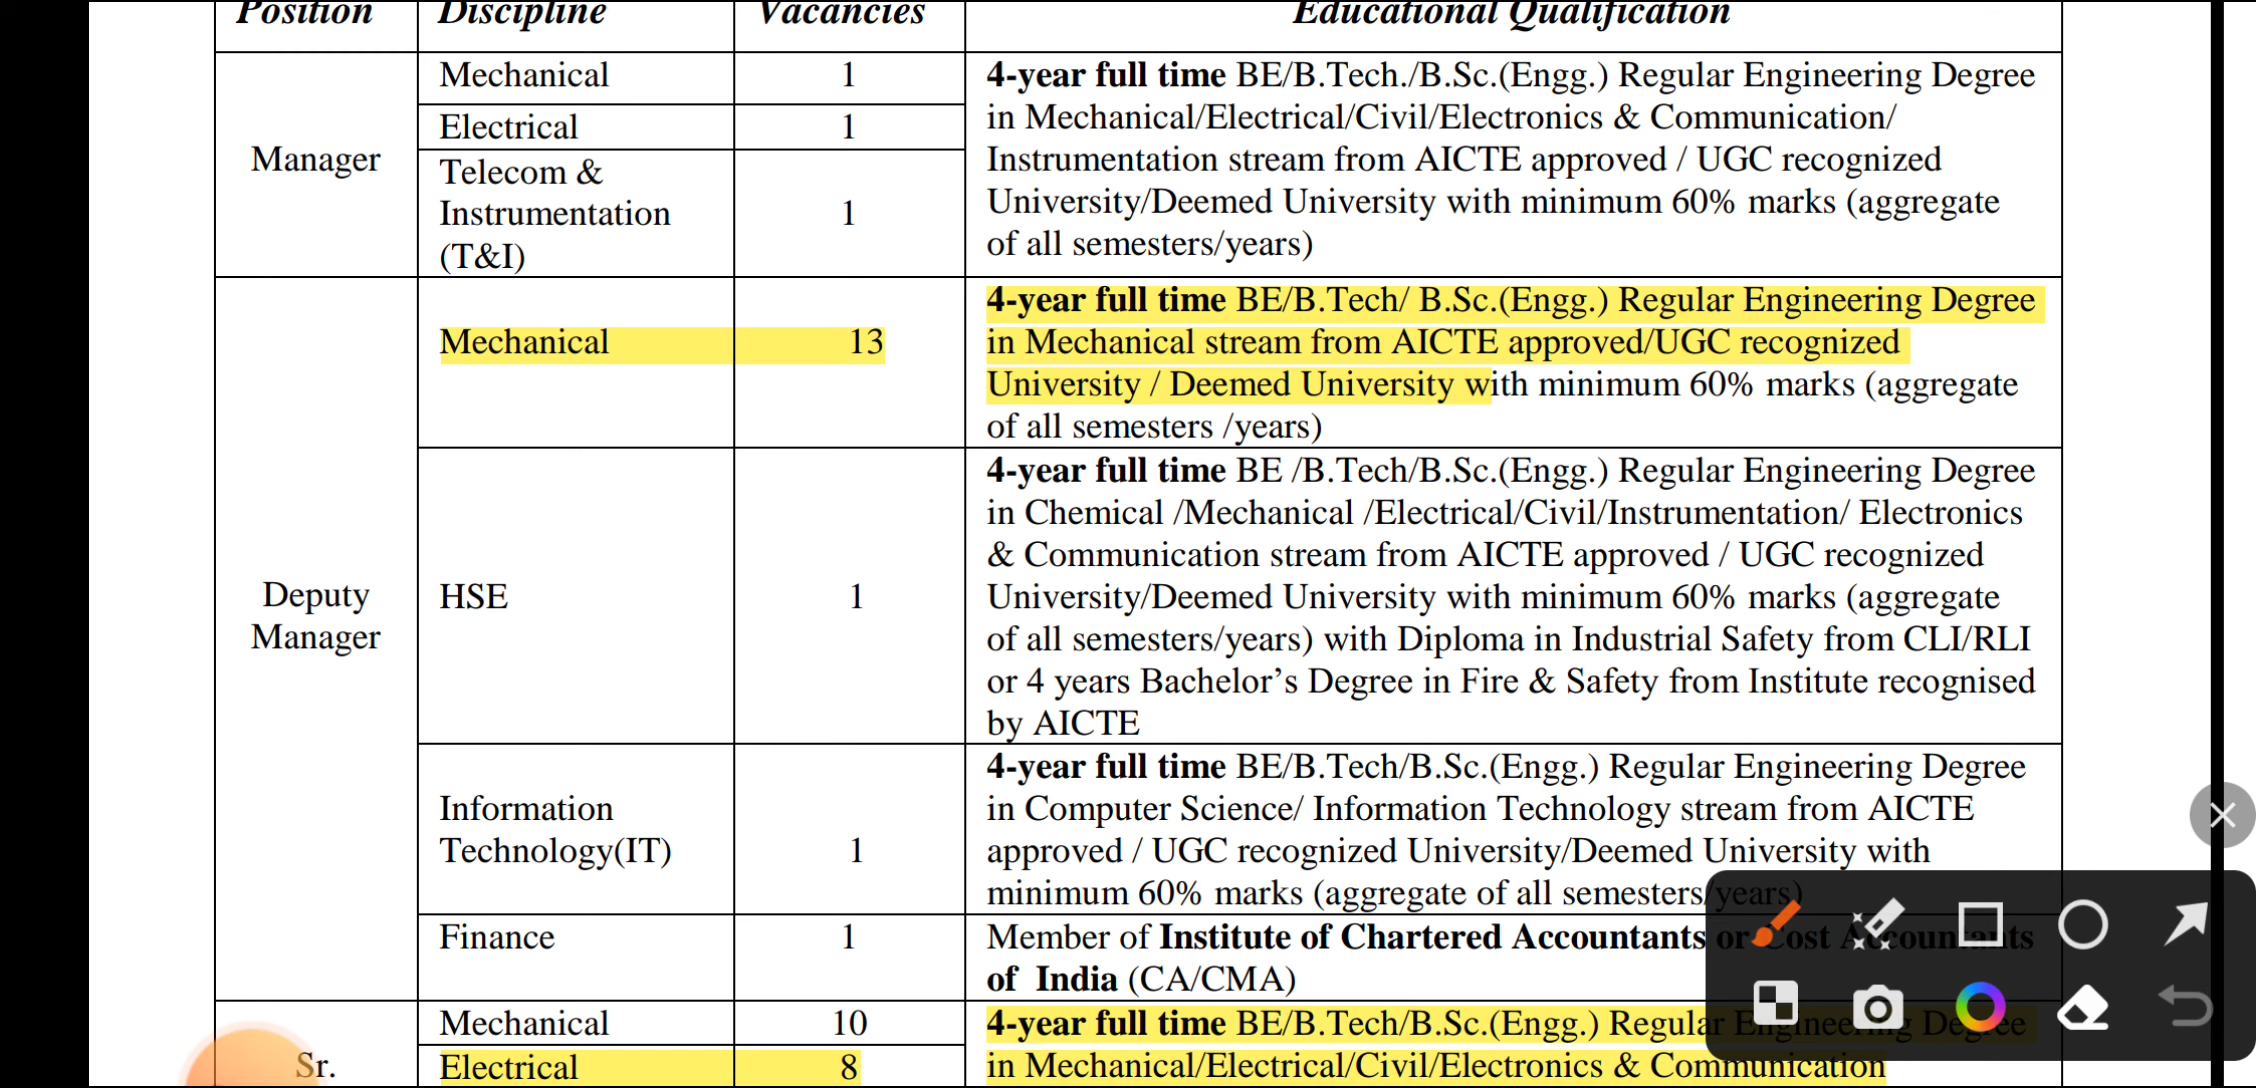 Position Discipline Vacancies Educational Qualification
Manager
Mechanical 1
Electrical 1
Telecom &
Instrumentation
(T&I) 1
4-year full time BE/B.Tech./B.Sc.(Engg.) Regular Engineering Degree
in Mechanical/Electrical/Civil/Electronics & Communication/
Instrumentation stream from AICTE approved / UGC recognized
University/Deemed University with minimum 60% marks (aggregate
of all semesters/years)
Deputy
Manager
Mechanical 13
4-year full time BE/B.Tech/ B.Sc.(Engg.) Regular Engineering Degree
in Mechanical stream from AICTE approved/UGC recognized
University / Deemed University with minimum 60% marks (aggregate
of all semesters /years)
HSE 1
4-year full time BE /B.Tech/B.Sc.(Engg.) Regular Engineering Degree
in Chemical /Mechanical /Electrical/Civil/Instrumentation/ Electronics
& Communication stream from AICTE approved / UGC recognized
University/Deemed University with minimum 60% marks (aggregate
of all semesters/years) with Diploma in Industrial Safety from CLI/RLI
or 4 years Bachelor’s Degree in Fire & Safety from Institute recognised
by AICTE
Information
Technology(IT) 1
4-year full time BE/B.Tech/B.Sc.(Engg.) Regular Engineering Degree
in Computer Science/ Information Technology stream from AICTE
approved / UGC recognized University/Deemed University with
minimum 60% marks (aggregate of all semesters/years)
Finance 1
Member of Institute of Chartered Accountants or Cost Accountants
of India (CA/CMA)
Sr.
Mechanical 10
Electrical 8
4-year full time BE/B.Tech/B.Sc.(Engg.) Regular Engineering Degree
in Mechanical/Electrical/Civil/Electronics & Communication